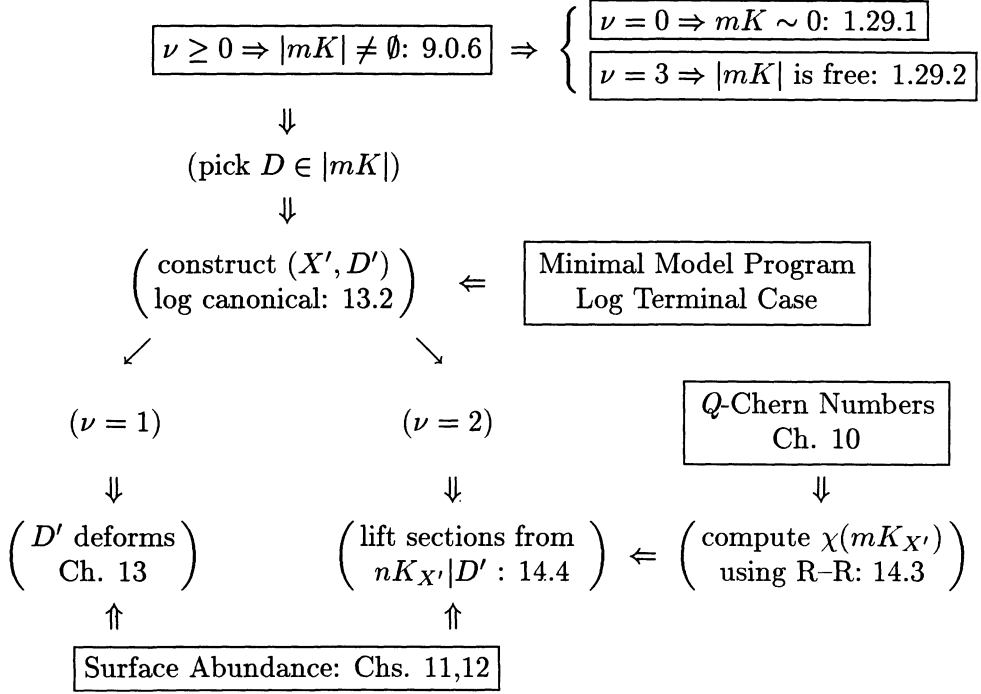 ν ≥ 0 ⇒ |mK| ≠ ∅: 9.0.6 ⇒ { ν = 0 ⇒ mK ∼ 0: 1.29.1
ν = 3 ⇒ |mK| is free: 1.29.2
⇓
(pick D ∈ |mK|)
⇓
( construct (X′, D′) ) ⇐ Minimal Model Program
log canonical: 13.2 Log Terminal Case
↙ ↘
(ν = 1) (ν = 2) Q-Chern Numbers
Ch. 10
⇓ ⇓ ⇓
( D′ deforms ) ( lift sections from ) ⇐ ( compute χ(mK_{X′}) )
Ch. 13 nK_{X′}|D′ : 14.4 using R–R: 14.3
⇑ ⇑
Surface Abundance: Chs. 11,12